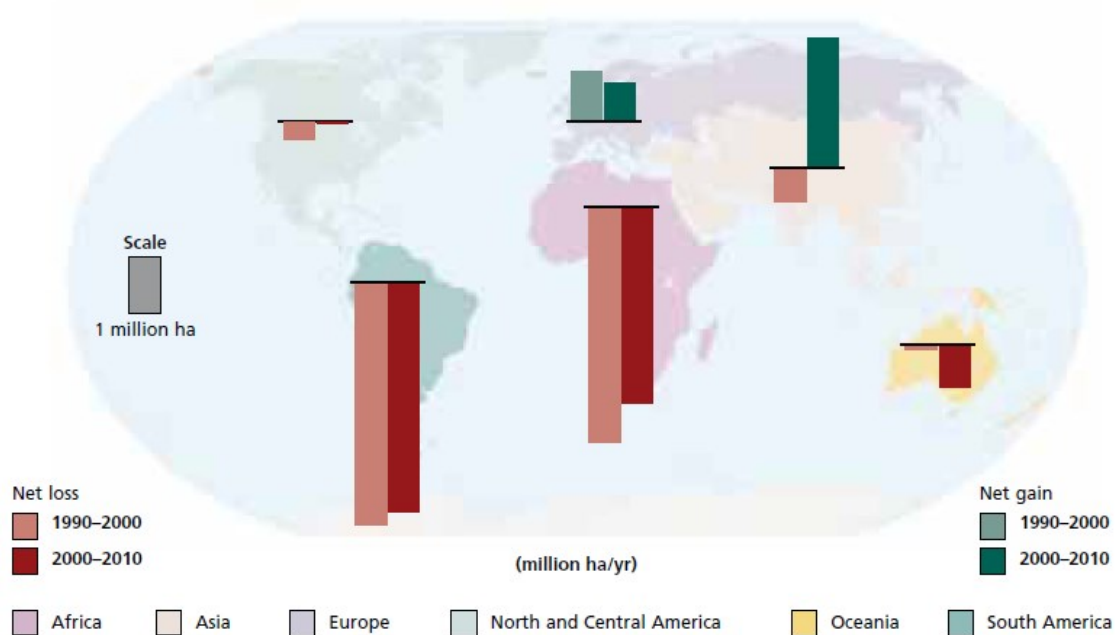 Scale
1 million ha
Net loss
1990–2000
2000–2010
(million ha/yr)
Net gain
1990–2000
2000–2010
Africa
Asia
Europe
North and Central America
Oceania
South America